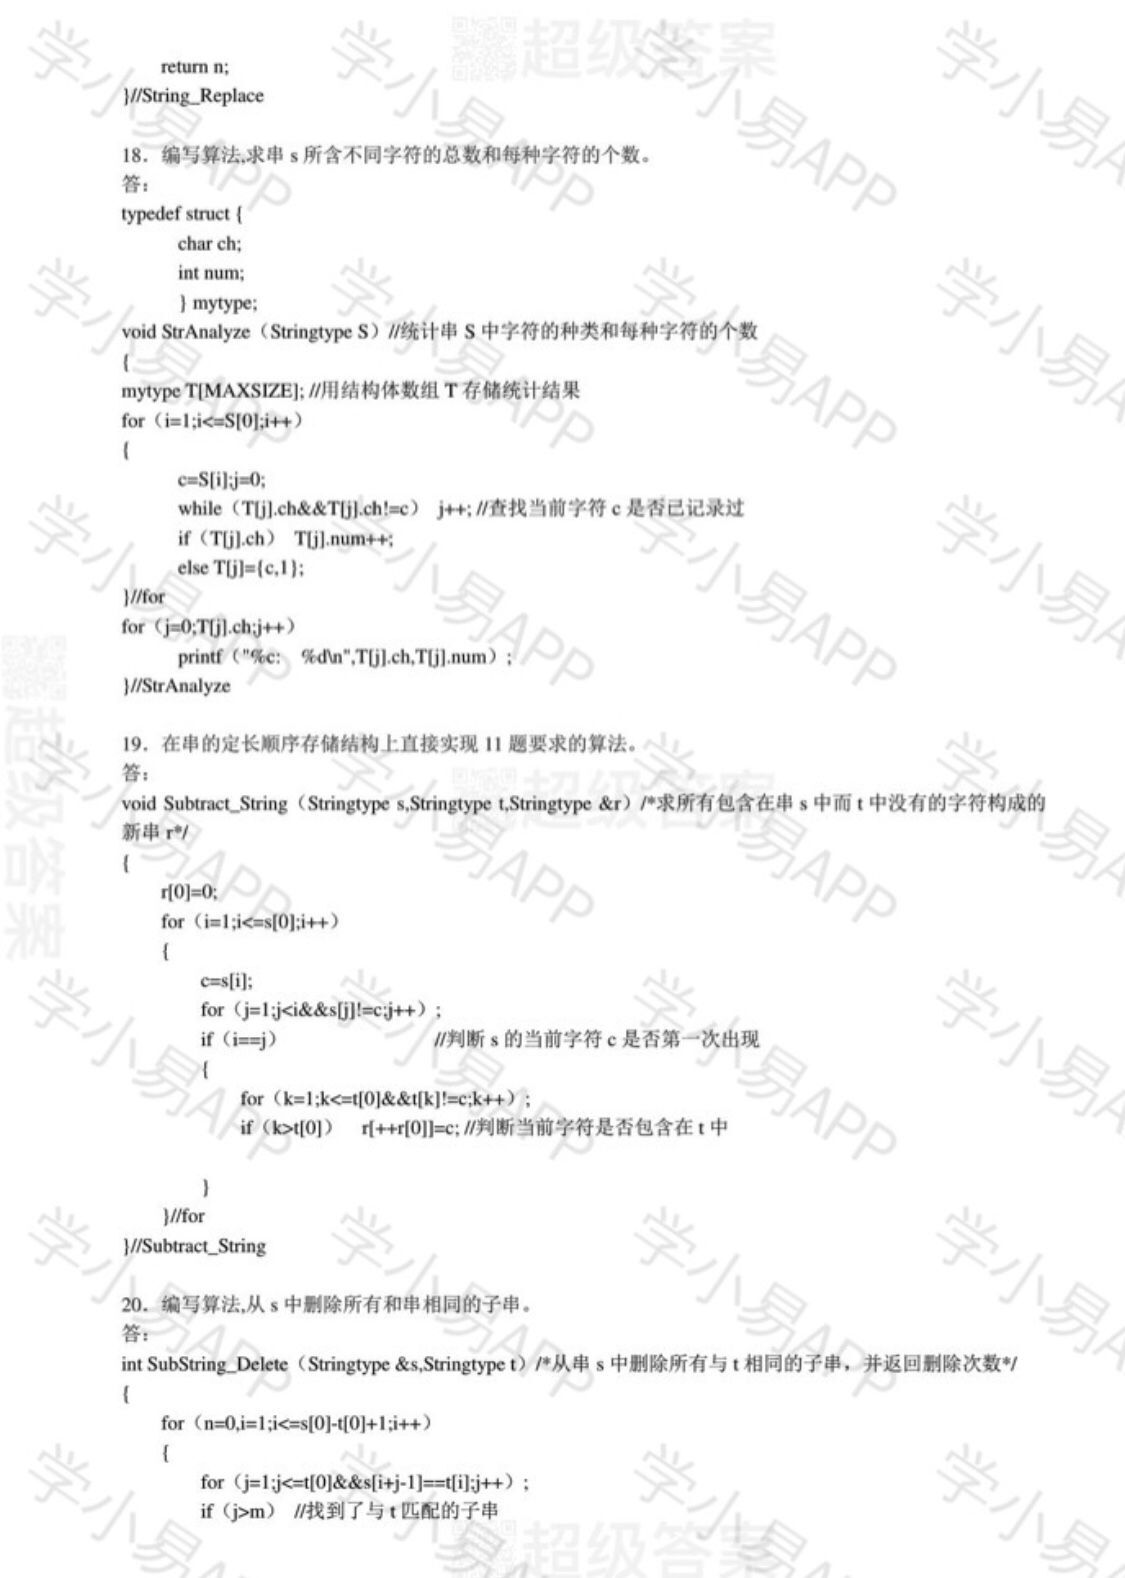 return n;
}//String_Replace
18．编写算法,求串 s 所含不同字符的总数和每种字符的个数。
答：
typedef struct {
char ch;
int num;
} mytype;
void StrAnalyze（Stringtype S）//统计串 S 中字符的种类和每种字符的个数
{
mytype T[MAXSIZE]; //用结构体数组 T 存储统计结果
for（i=1;i<=S[0];i++）
{
c=S[i];j=0;
while（T[j].ch&&T[j].ch!=c） j++; //查找当前字符 c 是否已记录过
if（T[j].ch） T[j].num++;
else T[j]={c,1};
}//for
for（j=0;T[j].ch;j++）
printf（"%c: %d\n",T[j].ch,T[j].num）;
}//StrAnalyze
19．在串的定长顺序存储结构上直接实现 11 题要求的算法。
答：
void Subtract_String（Stringtype s,Stringtype t,Stringtype &r）/*求所有包含在串 s 中而 t 中没有的字符构成的
新串 r*/
{
r[0]=0;
for（i=1;i<=s[0];i++）
{
c=s[i];
for（j=1;j<i&&s[j]!=c;j++）;
if（i==j） //判断 s 的当前字符 c 是否第一次出现
{
for（k=1;k<=t[0]&&t[k]!=c;k++）;
if（k>t[0]） r[++r[0]]=c; //判断当前字符是否包含在 t 中
}
}//for
}//Subtract_String
20．编写算法,从 s 中删除所有和串相同的子串。
答：
int SubString_Delete（Stringtype &s,Stringtype t）/*从串 s 中删除所有与 t 相同的子串，并返回删除次数*/
{
for（n=0,i=1;i<=s[0]-t[0]+1;i++）
{
for（j=1;j<=t[0]&&s[i+j-1]==t[i];j++）;
if（j>m） //找到了与 t 匹配的子串
学小易APP
超级答案